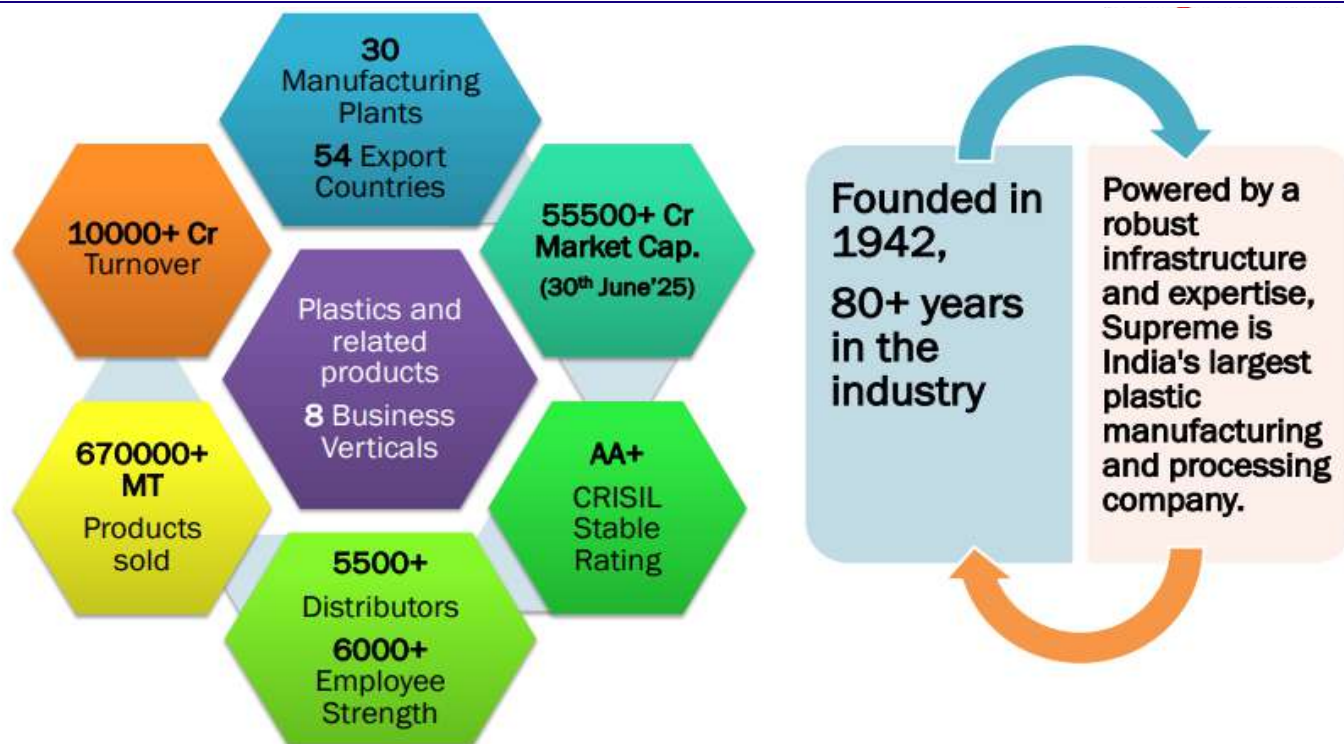 30
Manufacturing
Plants
54 Export
Countries
10000+ Cr
Turnover
55500+ Cr
Market Cap.
(30th June'25)
Plastics and
related
products
8 Business
Verticals
670000+
MT
Products
sold
AA+
CRISIL
Stable
Rating
5500+
Distributors
6000+
Employee
Strength
Founded in
1942,
80+ years
in the
industry
Powered by a
robust
infrastructure
and expertise,
Supreme is
India's largest
plastic
manufacturing
and processing
company.